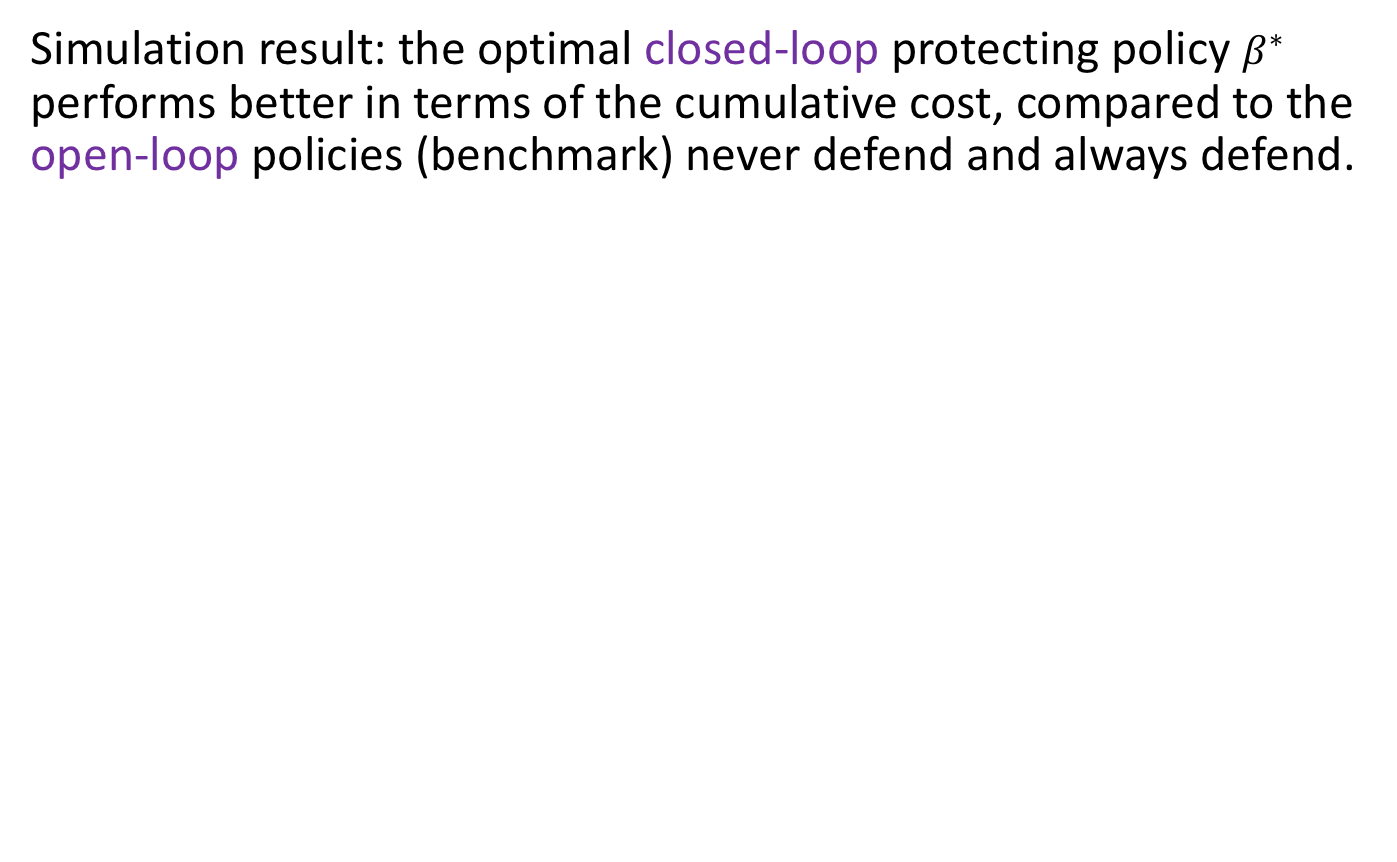 Simulation result: the optimal closed-loop protecting policy β*
performs better in terms of the cumulative cost, compared to the
open-loop policies (benchmark) never defend and always defend.